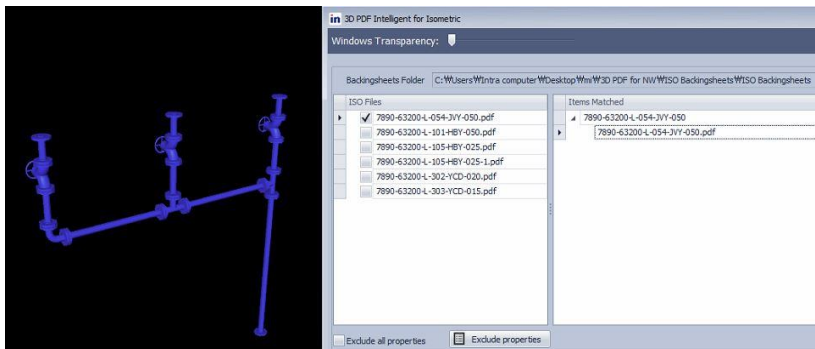 in 3D PDF Intelligent for Isometric
Windows Transparency:
Backingsheets Folder C:₩Users₩Intra computer₩Desktop₩mi₩3D PDF for NW₩ISO Backingsheets₩ISO Backingsheets
ISO Files
7890-63200-L-054-JVY-050.pdf
7890-63200-L-101-HBY-050.pdf
7890-63200-L-105-HBY-025.pdf
7890-63200-L-105-HBY-025-1.pdf
7890-63200-L-302-YCD-020.pdf
7890-63200-L-303-YCD-015.pdf
Items Matched
7890-63200-L-054-JVY-050
7890-63200-L-054-JVY-050.pdf
Exclude all properties
Exclude properties